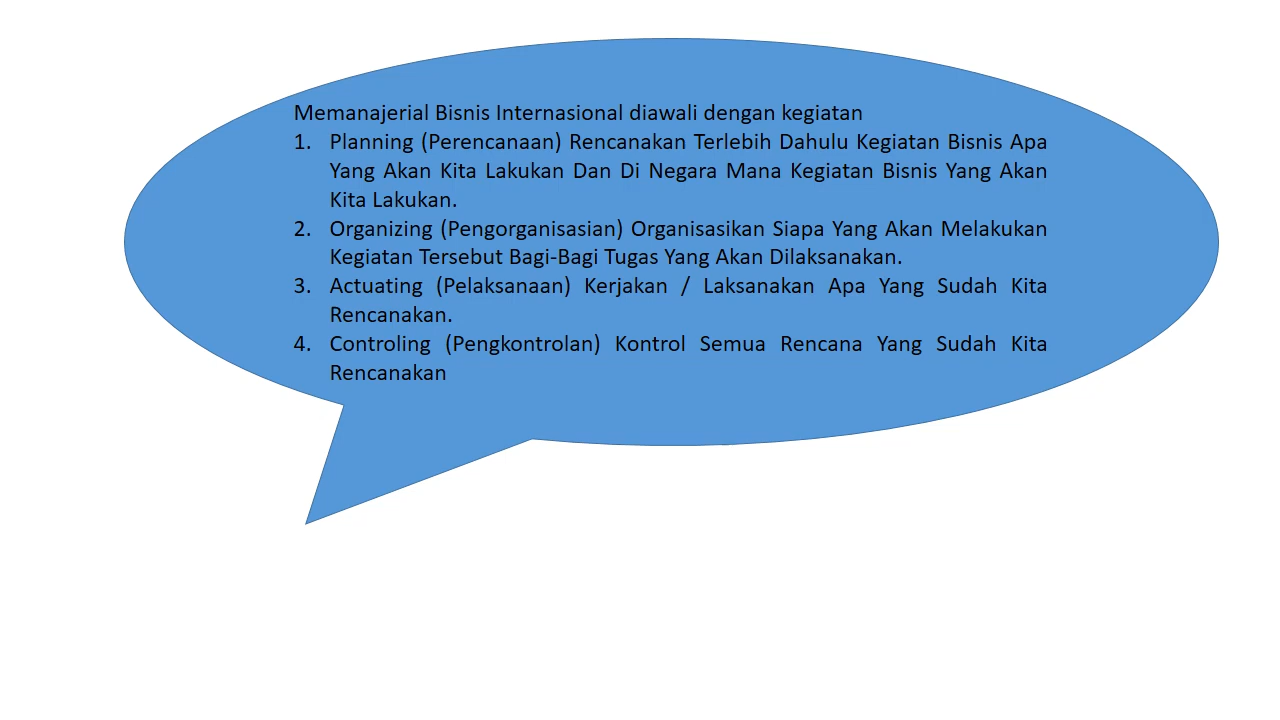 Memanajerial Bisnis Internasional diawali dengan kegiatan
1. Planning (Perencanaan) Rencanakan Terlebih Dahulu Kegiatan Bisnis Apa
Yang Akan Kita Lakukan Dan Di Negara Mana Kegiatan Bisnis Yang Akan
Kita Lakukan.
2. Organizing (Pengorganisasian) Organisasikan Siapa Yang Akan Melakukan
Kegiatan Tersebut Bagi-Bagi Tugas Yang Akan Dilaksanakan.
3. Actuating (Pelaksanaan) Kerjakan / Laksanakan Apa Yang Sudah Kita
Rencanakan.
4. Controling (Pengkontrolan) Kontrol Semua Rencana Yang Sudah Kita
Rencanakan